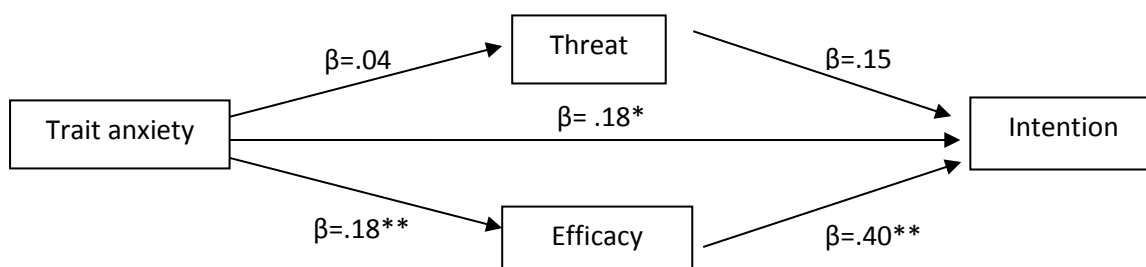 Threat
β=.04
β=.15
Trait anxiety
β= .18*
Intention
β=.18**
Efficacy
β=.40**